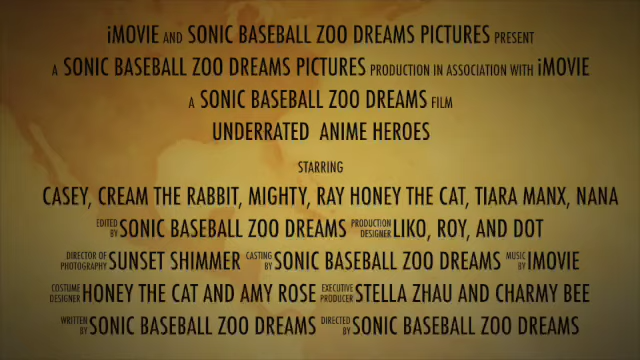 iMOVIE AND SONIC BASEBALL ZOO DREAMS PICTURES PRESENT
A SONIC BASEBALL ZOO DREAMS PICTURES PRODUCTION IN ASSOCIATION WITH iMOVIE
A SONIC BASEBALL ZOO DREAMS FILM
UNDERRATED ANIME HEROES
STARRING
CASEY, CREAM THE RABBIT, MIGHTY, RAY HONEY THE CAT, TIARA MANX, NANA
EDITED BY SONIC BASEBALL ZOO DREAMS PRODUCTION DESIGNER LIKO, ROY, AND DOT
DIRECTOR OF PHOTOGRAPHY SUNSET SHIMMER CASTING BY SONIC BASEBALL ZOO DREAMS MUSIC BY IMOVIE
COSTUME DESIGNER HONEY THE CAT AND AMY ROSE EXECUTIVE PRODUCER STELLA ZHAU AND CHARMY BEE
WRITTEN BY SONIC BASEBALL ZOO DREAMS DIRECTED BY SONIC BASEBALL ZOO DREAMS